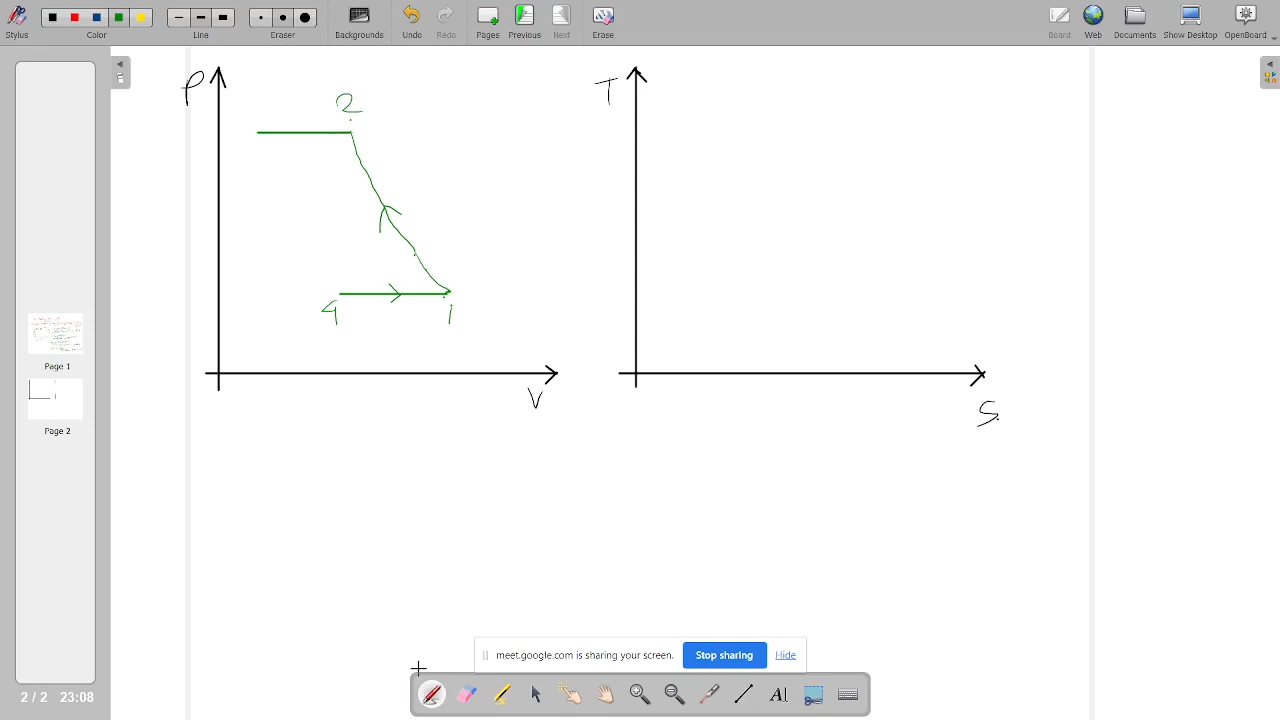 Stylus
Color
Line
Eraser
Backgrounds
Undo
Redo
Pages
Previous
Next
Erase
Board
Web
Documents
Show Desktop
OpenBoard
P
2
4
1
V
T
S
Page 1
Page 2
2 / 2 23:08
meet.google.com is sharing your screen.
Stop sharing
Hide
AI